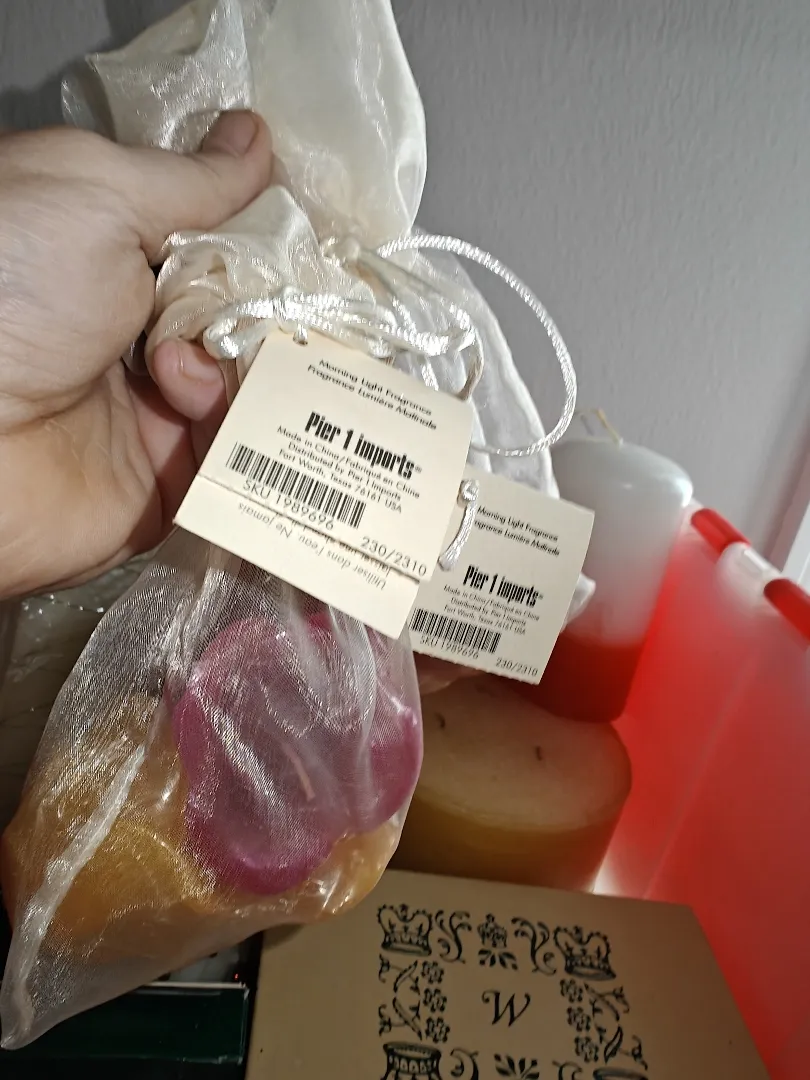 Morning Light Fragrance
Fragrance Lumière Matinale
Pier 1 imports®
Made in China/Fabriqué en China
Distributed by Pier 1 Imports
Fort Worth, Texas 76161 USA
SKU 1989696
230/2310
Utiliser dans l'eau. Ne jamais
Morning Light Fragrance
ragrance Lumière Matinale
Pier 1 imports®
Made in China/Fabriqué en China
Distributed by Pier 1 Imports
Fort Worth, Texas 76161 USA
SKU 1989696
230/2310
W